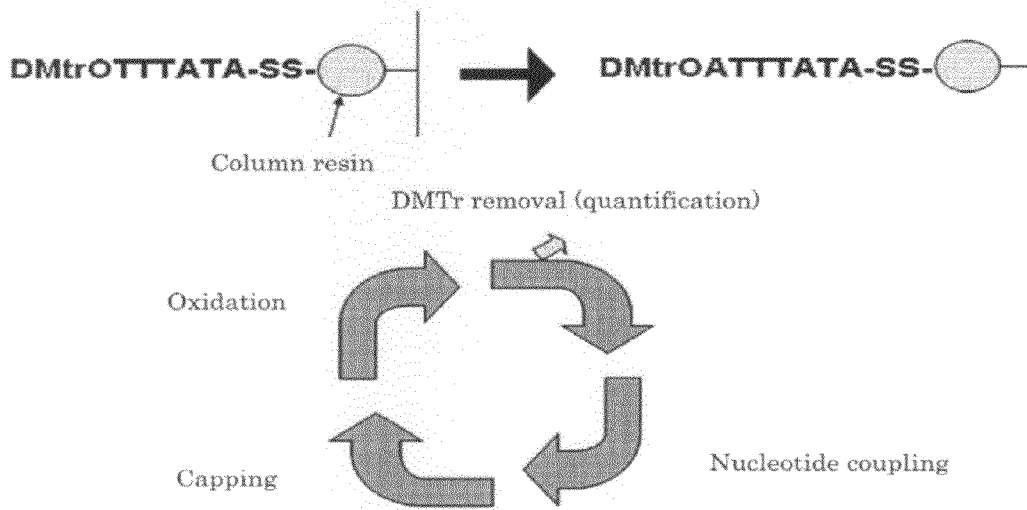 DMtrOTTTATA-SS-
DMtrOATTTATA-SS-
Column resin
DMTr removal (quantification)
Oxidation
Nucleotide coupling
Capping